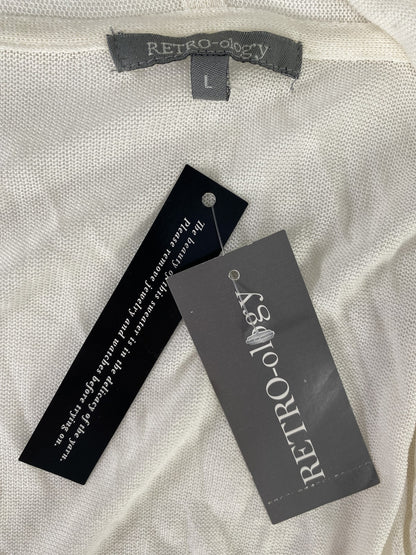 RETRO-ology
L
The beauty of this sweater is in the delicacy of the yarn.
Please remove jewelry and watches before trying on.
RETRO-ology